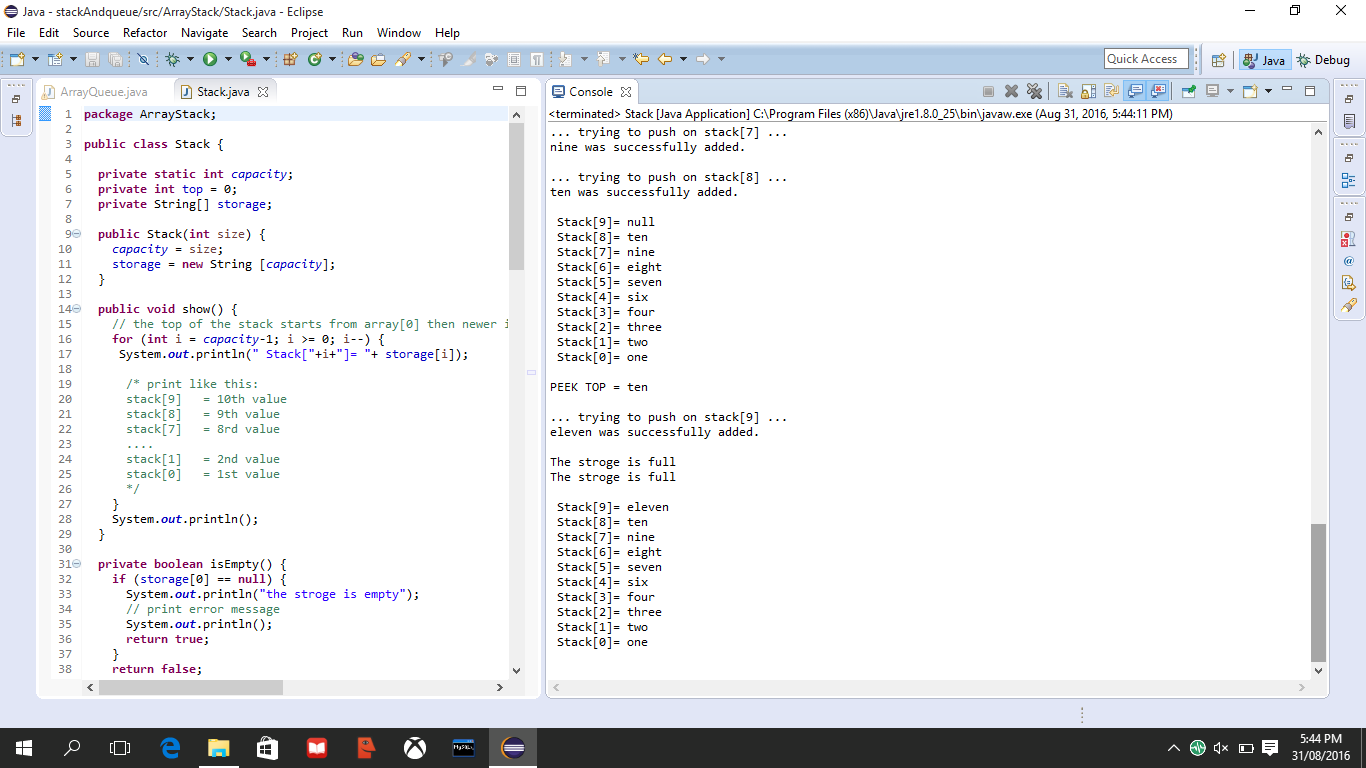 Java - stackAndqueue/src/ArrayStack/Stack.java - Eclipse
File Edit Source Refactor Navigate Search Project Run Window Help
Quick Access
Java
Debug
ArrayQueue.java
Stack.java
1 package ArrayStack;
2
3 public class Stack {
4
5 private static int capacity;
6 private int top = 0;
7 private String[] storage;
8
9 public Stack(int size) {
10 capacity = size;
11 storage = new String [capacity];
12 }
13
14 public void show() {
15 // the top of the stack starts from array[0] then newer i
16 for (int i = capacity-1; i >= 0; i--) {
17 System.out.println(" Stack["+i+"]= "+ storage[i]);
18
19 /* print like this:
20 stack[9] = 10th value
21 stack[8] = 9th value
22 stack[7] = 8rd value
23 ....
24 stack[1] = 2nd value
25 stack[0] = 1st value
26 */
27 }
28 System.out.println();
29 }
30
31 private boolean isEmpty() {
32 if (storage[0] == null) {
33 System.out.println("the stroge is empty");
34 // print error message
35 System.out.println();
36 return true;
37 }
38 return false;
Console
<terminated> Stack [Java Application] C:\Program Files (x86)\Java\jre1.8.0_25\bin\javaw.exe (Aug 31, 2016, 5:44:11 PM)
... trying to push on stack[7] ...
nine was successfully added.
... trying to push on stack[8] ...
ten was successfully added.
Stack[9]= null
Stack[8]= ten
Stack[7]= nine
Stack[6]= eight
Stack[5]= seven
Stack[4]= six
Stack[3]= four
Stack[2]= three
Stack[1]= two
Stack[0]= one
PEEK TOP = ten
... trying to push on stack[9] ...
eleven was successfully added.
The stroge is full
The stroge is full
Stack[9]= eleven
Stack[8]= ten
Stack[7]= nine
Stack[6]= eight
Stack[5]= seven
Stack[4]= six
Stack[3]= four
Stack[2]= three
Stack[1]= two
Stack[0]= one
MySQL
5:44 PM
31/08/2016